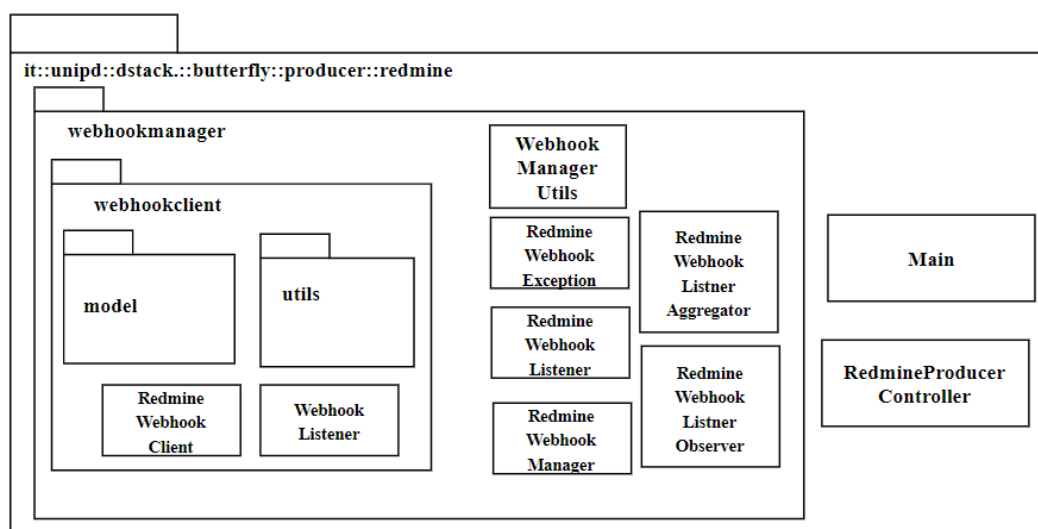 it::unipd::dstack.::butterfly::producer::redmine
webhookmanager
webhookclient
model
utils
Redmine
Webhook
Client
Webhook
Listener
Webhook
Manager
Utils
Redmine
Webhook
Exception
Redmine
Webhook
Listener
Redmine
Webhook
Manager
Redmine
Webhook
Listner
Aggregator
Redmine
Webhook
Listner
Observer
Main
RedmineProducer
Controller